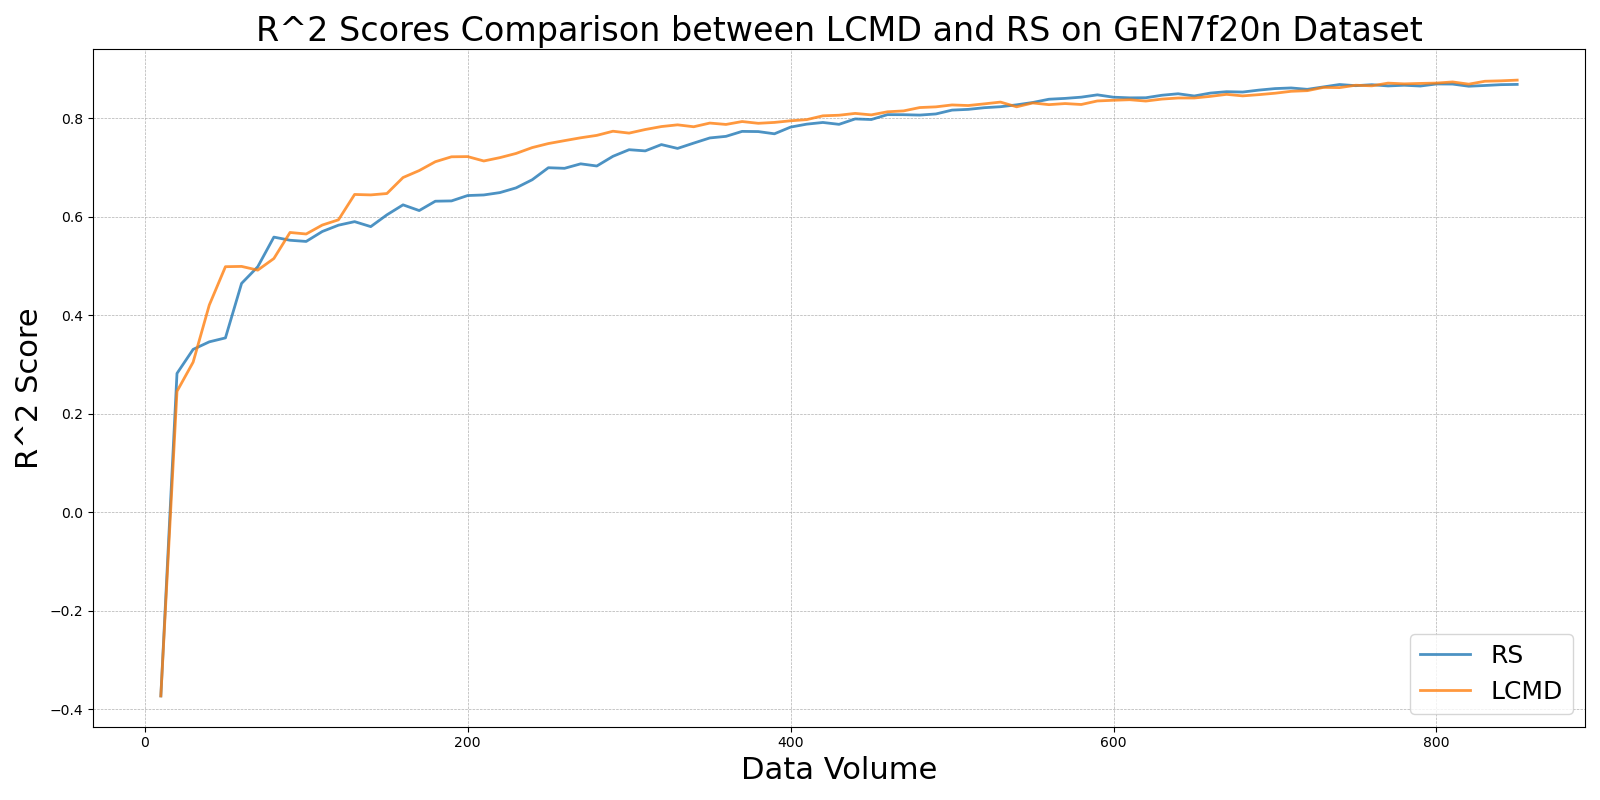 R^2 Scores Comparison between LCMD and RS on GEN7f20n Dataset
R^2 Score
0.8
0.6
0.4
0.2
0.0
−0.2
−0.4
0 200 400 600 800
Data Volume
RS
LCMD